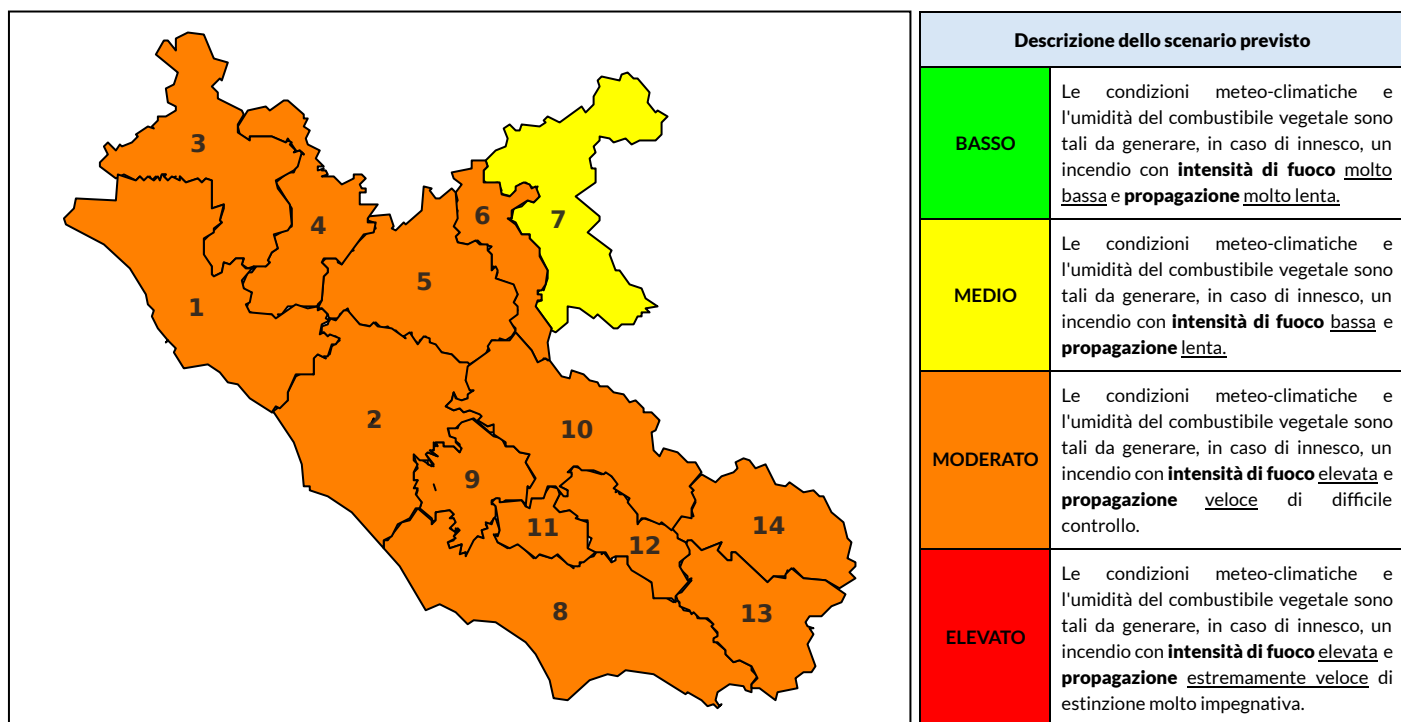 3
4
6
7
5
1
2
10
9
11
12
14
8
13
Descrizione dello scenario previsto
BASSO
Le condizioni meteo-climatiche e
l'umidità del combustibile vegetale sono
tali da generare, in caso di innesco, un
incendio con intensità di fuoco molto
bassa e propagazione molto lenta.
MEDIO
Le condizioni meteo-climatiche e
l'umidità del combustibile vegetale sono
tali da generare, in caso di innesco, un
incendio con intensità di fuoco bassa e
propagazione lenta.
MODERATO
Le condizioni meteo-climatiche e
l'umidità del combustibile vegetale sono
tali da generare, in caso di innesco, un
incendio con intensità di fuoco elevata e
propagazione veloce di difficile
controllo.
ELEVATO
Le condizioni meteo-climatiche e
l'umidità del combustibile vegetale sono
tali da generare, in caso di innesco, un
incendio con intensità di fuoco elevata e
propagazione estremamente veloce di
estinzione molto impegnativa.